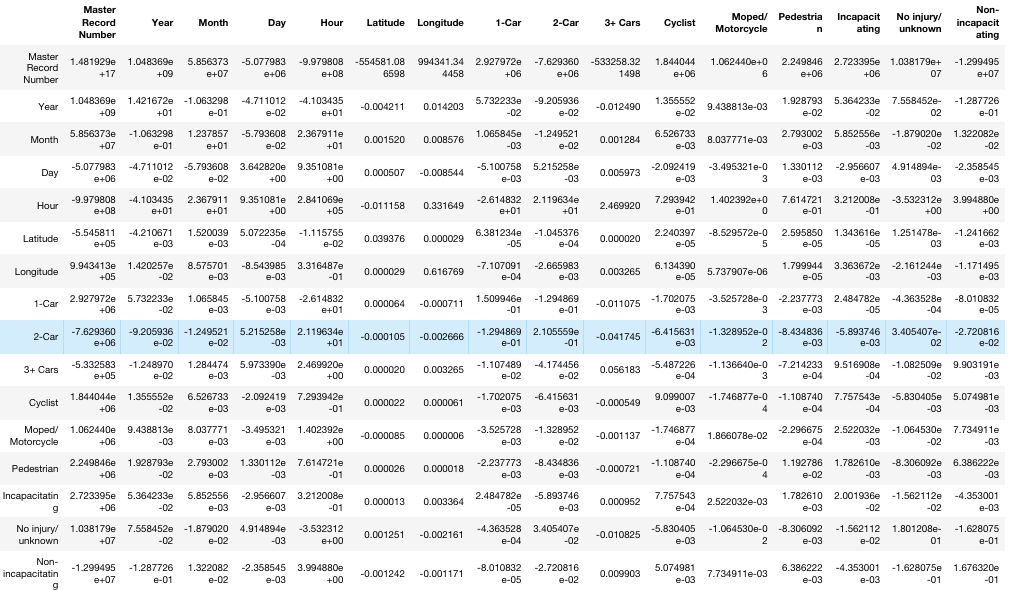 Master Record Number Year Month Day Hour Latitude Longitude 1-Car 2-Car 3+ Cars Cyclist Moped/ Motorcycle Pedestrian Incapacitating No injury/ unknown Non-incapacitating
Master Record Number 1.481929e+17 1.048369e+09 5.856373e+07 -5.077983e+06 -9.979808e+08 -554581.086598 994341.344458 2.927972e+06 -7.629360e+06 -533258.321498 1.844044e+06 1.062440e+06 2.249846e+06 2.723395e+06 1.038179e+07 -1.299495e+07
Year 1.048369e+09 1.421672e+01 -1.063298e-01 -4.711012e-02 -4.103435e+01 -0.004211 0.014203 5.732233e-02 -9.205936e-02 -0.012490 1.355552e-02 9.438813e-03 1.928793e-02 5.364233e-02 7.558452e-02 -1.287726e-01
Month 5.856373e+07 -1.063298e-01 1.237857e+01 -5.793608e-02 2.367911e+01 0.001520 0.008576 1.065845e-03 -1.249521e-02 0.001284 6.526733e-03 8.037771e-03 2.793002e-03 5.852556e-03 -1.879020e-02 1.322082e-02
Day -5.077983e+06 -4.711012e-02 -5.793608e-02 3.642820e+00 9.351081e+00 0.000507 -0.008544 -5.100758e-03 5.215258e-03 0.005973 -2.092419e-03 -3.495321e-03 1.330112e-03 -2.956607e-03 4.914894e-03 -2.358545e-03
Hour -9.979808e+08 -4.103435e+01 2.367911e+01 9.351081e+00 2.841069e+05 -0.011158 0.331649 -2.614832e+01 2.119634e+01 2.469920 7.293942e-01 1.402392e+00 7.614721e-01 3.212008e-01 -3.532312e+00 3.994880e+00
Latitude -5.545811e+05 -4.210671e-03 1.520039e-03 5.072235e-04 -1.115755e-02 0.039376 0.000029 6.381234e-05 -1.045376e-04 0.000020 2.240397e-05 -8.529572e-05 2.595850e-05 1.343616e-05 1.251478e-03 -1.241662e-03
Longitude 9.943413e+05 1.420257e-02 8.575701e-03 -8.543985e-03 3.316487e-01 0.000029 0.616769 -7.107091e-04 -2.665983e-03 0.003265 6.134390e-05 5.737907e-06 1.799944e-05 3.363672e-03 -2.161244e-03 -1.171495e-03
1-Car 2.927972e+06 5.732233e-02 1.065845e-03 -5.100758e-03 -2.614832e+01 0.000064 -0.000711 1.509946e-01 -1.294869e-01 -0.011075 -1.702075e-03 -3.525728e-03 -2.237773e-03 2.484782e-05 -4.363528e-04 -8.010832e-05
2-Car -7.629360e+06 -9.205936e-02 -1.249521e-02 5.215258e-03 2.119634e+01 -0.000105 -0.002666 -1.294869e-01 2.105559e-01 -0.041745 -6.415631e-03 -1.328952e-02 -8.434836e-03 -5.893746e-03 3.405407e-02 -2.720816e-02
3+ Cars -5.332583e+05 -1.248970e-02 1.284474e-03 5.973390e-03 2.469920e+00 0.000020 0.003265 -1.107489e-02 -4.174456e-02 0.056183 -5.487226e-04 -1.136640e-03 -7.214233e-04 9.516908e-04 -1.082509e-02 9.903191e-03
Cyclist 1.844044e+06 1.355552e-02 6.526733e-03 -2.092419e-03 7.293942e-01 0.000022 0.000061 -1.702075e-03 -6.415631e-03 -0.000549 9.099007e-03 -1.746877e-04 -1.108740e-04 7.757543e-04 -5.830405e-03 5.074981e-03
Moped/ Motorcycle 1.062440e+06 9.438813e-03 8.037771e-03 -3.495321e-03 1.402392e+00 -0.000085 0.000006 -3.525728e-03 -1.328952e-02 -0.001137 -1.746877e-04 1.866078e-02 -2.296675e-04 2.522032e-03 -1.064530e-02 7.734911e-03
Pedestrian 2.249846e+06 1.928793e-02 2.793002e-03 1.330112e-03 7.614721e-01 0.000026 0.000018 -2.237773e-03 -8.434836e-03 -0.000721 -1.108740e-04 -2.296675e-04 1.192786e-02 1.782610e-03 -8.306092e-03 6.386222e-03
Incapacitating 2.723395e+06 5.364233e-02 5.852556e-03 -2.956607e-03 3.212008e-01 0.000013 0.003364 2.484782e-05 -5.893746e-03 0.000952 7.757543e-04 2.522032e-03 1.782610e-03 2.001936e-02 -1.562112e-02 -4.353001e-03
No injury/ unknown 1.038179e+07 7.558452e-02 -1.879020e-02 4.914894e-03 -3.532312e+00 0.001251 -0.002161 -4.363528e-04 3.405407e-02 -0.010825 -5.830405e-03 -1.064530e-02 -8.306092e-03 -1.562112e-02 1.801208e-01 -1.628075e-01
Non-incapacitating -1.299495e+07 -1.287726e-01 1.322082e-02 -2.358545e-03 3.994880e+00 -0.001242 -0.001171 -8.010832e-05 -2.720816e-02 0.009903 5.074981e-03 7.734911e-03 6.386222e-03 -4.353001e-03 -1.628075e-01 1.676320e-01